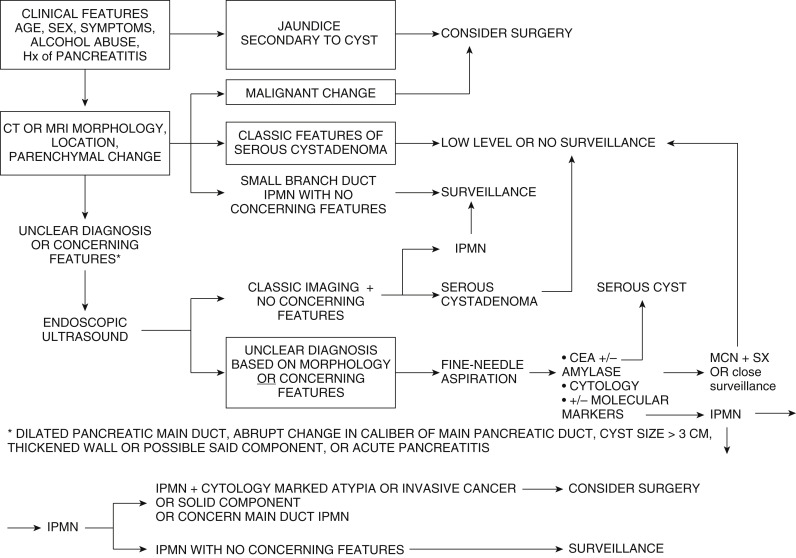 CLINICAL FEATURES
AGE, SEX, SYMPTOMS,
ALCOHOL ABUSE,
Hx of PANCREATITIS
JAUNDICE
SECONDARY TO CYST
CONSIDER SURGERY
MALIGNANT CHANGE
CT OR MRI MORPHOLOGY,
LOCATION,
PARENCHYMAL CHANGE
CLASSIC FEATURES OF
SEROUS CYSTADENOMA
LOW LEVEL OR NO SURVEILLANCE
SMALL BRANCH DUCT
IPMN WITH NO
CONCERNING FEATURES
SURVEILLANCE
UNCLEAR DIAGNOSIS
OR CONCERNING
FEATURES*
IPMN
CLASSIC IMAGING +
NO CONCERNING
FEATURES
SEROUS
CYSTADENOMA
SEROUS CYST
ENDOSCOPIC
ULTRASOUND
UNCLEAR DIAGNOSIS
BASED ON MORPHOLOGY
OR CONCERNING
FEATURES
FINE-NEEDLE
ASPIRATION
• CEA +/–
AMYLASE
• CYTOLOGY
• +/– MOLECULAR
MARKERS
MCN + SX
OR close
surveillance
IPMN
* DILATED PANCREATIC MAIN DUCT, ABRUPT CHANGE IN CALIBER OF MAIN PANCREATIC DUCT, CYST SIZE > 3 CM,
THICKENED WALL OR POSSIBLE SAID COMPONENT, OR ACUTE PANCREATITIS
IPMN + CYTOLOGY MARKED ATYPIA OR INVASIVE CANCER
OR SOLID COMPONENT
OR CONCERN MAIN DUCT IPMN
CONSIDER SURGERY
IPMN
IPMN WITH NO CONCERNING FEATURES
SURVEILLANCE